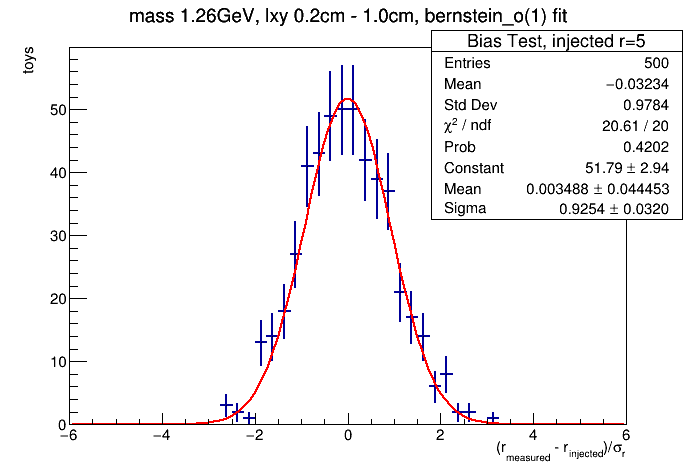 mass 1.26GeV, lxy 0.2cm - 1.0cm, bernstein_o(1) fit
toys
Bias Test, injected r=5
Entries 500
Mean −0.03234
Std Dev 0.9784
χ² / ndf 20.61 / 20
Prob 0.4202
Constant 51.79 ± 2.94
Mean 0.003488 ± 0.044453
Sigma 0.9254 ± 0.0320
50
40
30
20
10
0
−6 −4 −2 0 2 4 6
(r_measured - r_injected)/σ_r